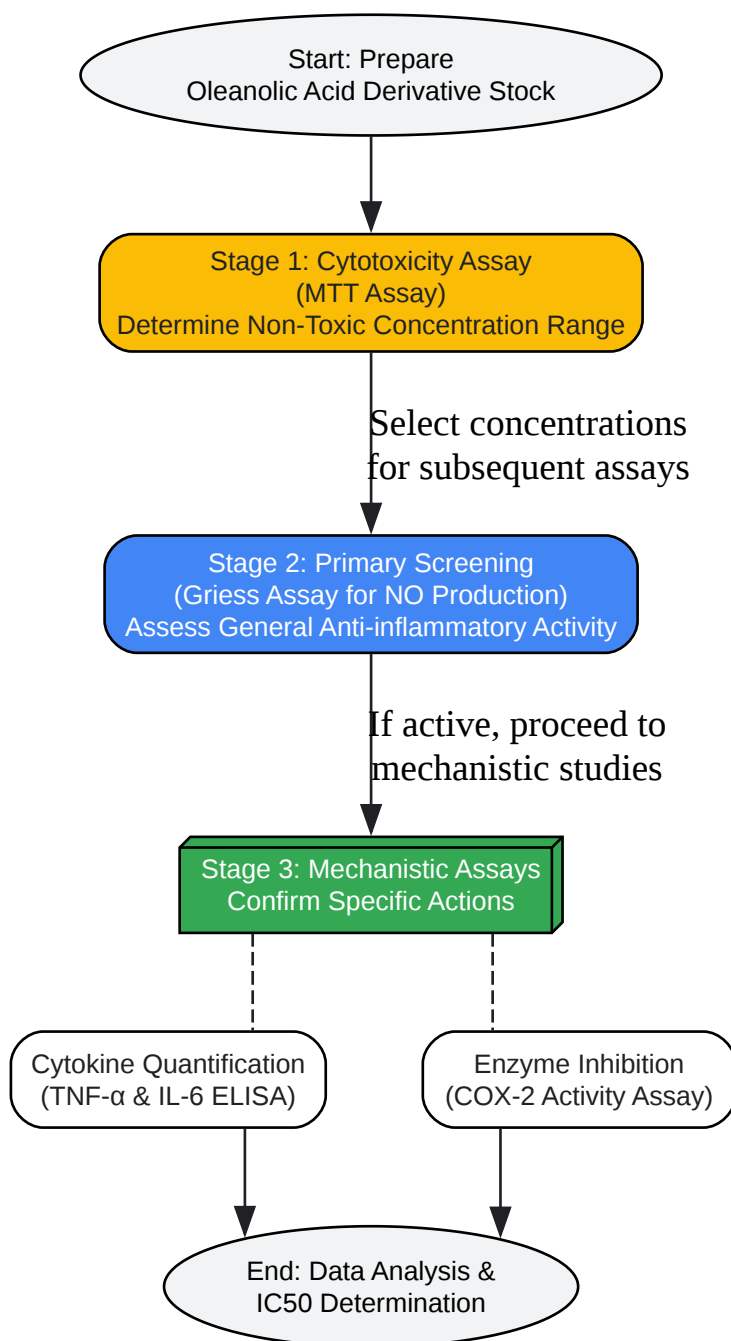 Start: Prepare
Oleanolic Acid Derivative Stock
Stage 1: Cytotoxicity Assay
(MTT Assay)
Determine Non-Toxic Concentration Range
Select concentrations
for subsequent assays
Stage 2: Primary Screening
(Griess Assay for NO Production)
Assess General Anti-inflammatory Activity
If active, proceed to
mechanistic studies
Stage 3: Mechanistic Assays
Confirm Specific Actions
Cytokine Quantification
(TNF-α & IL-6 ELISA)
Enzyme Inhibition
(COX-2 Activity Assay)
End: Data Analysis &
IC50 Determination